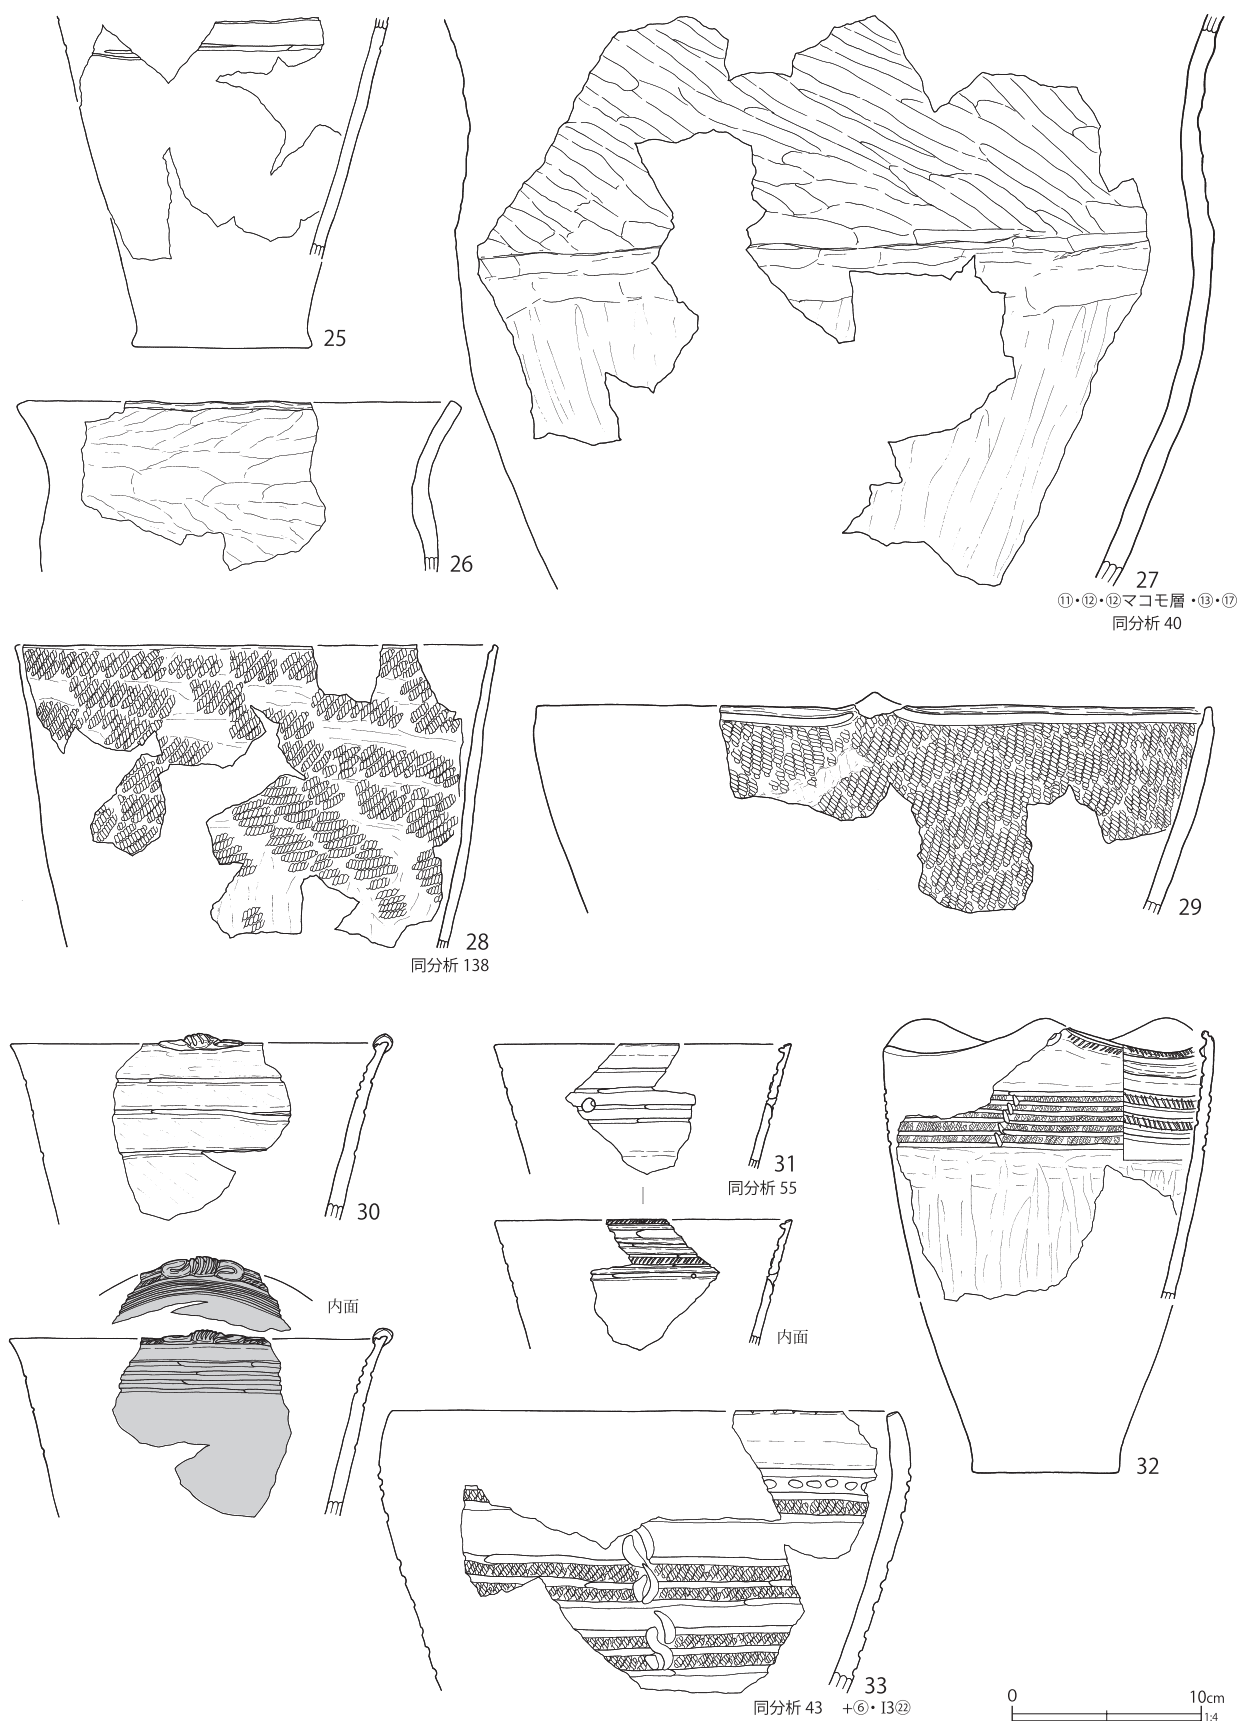 25
26
27
⑪・⑫・⑫マコモ層・⑬・⑰
同分析 40
28
同分析 138
29
30
内面
31
同分析 55
内面
32
33
同分析 43 +⑥・I3㉒
0 10cm
1:4